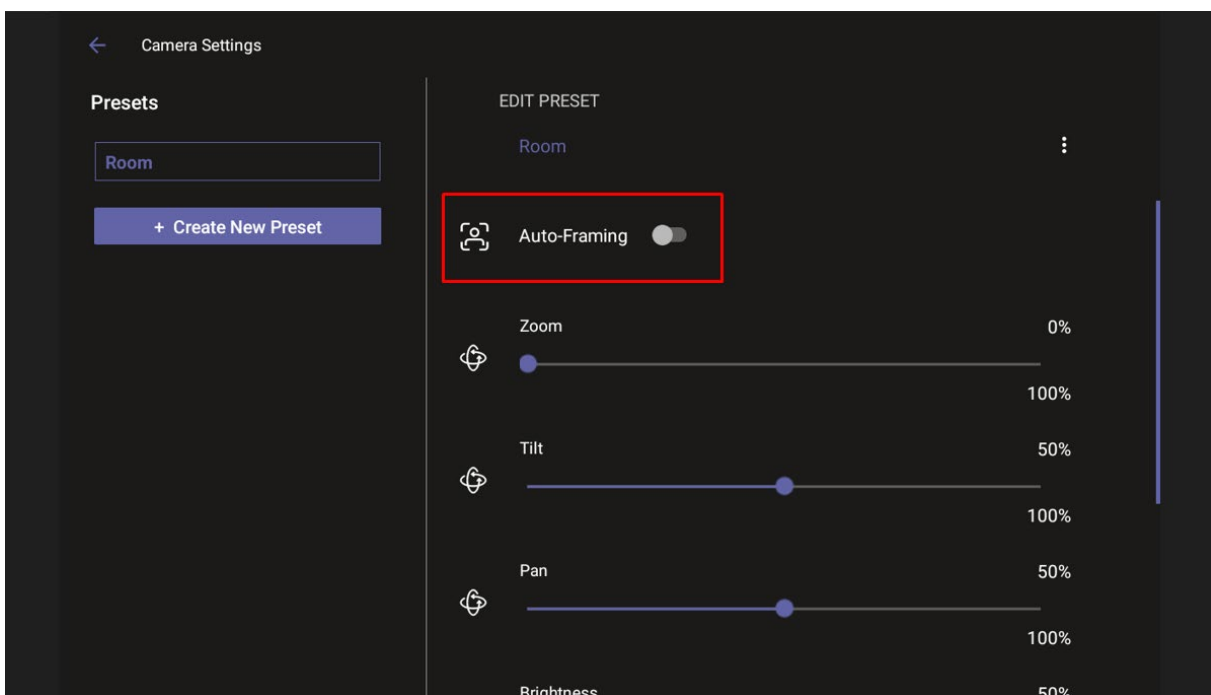 Camera Settings
Presets
Room
+ Create New Preset
EDIT PRESET
Room
Auto-Framing
Zoom 0%
100%
Tilt 50%
100%
Pan 50%
100%
Brightness 50%